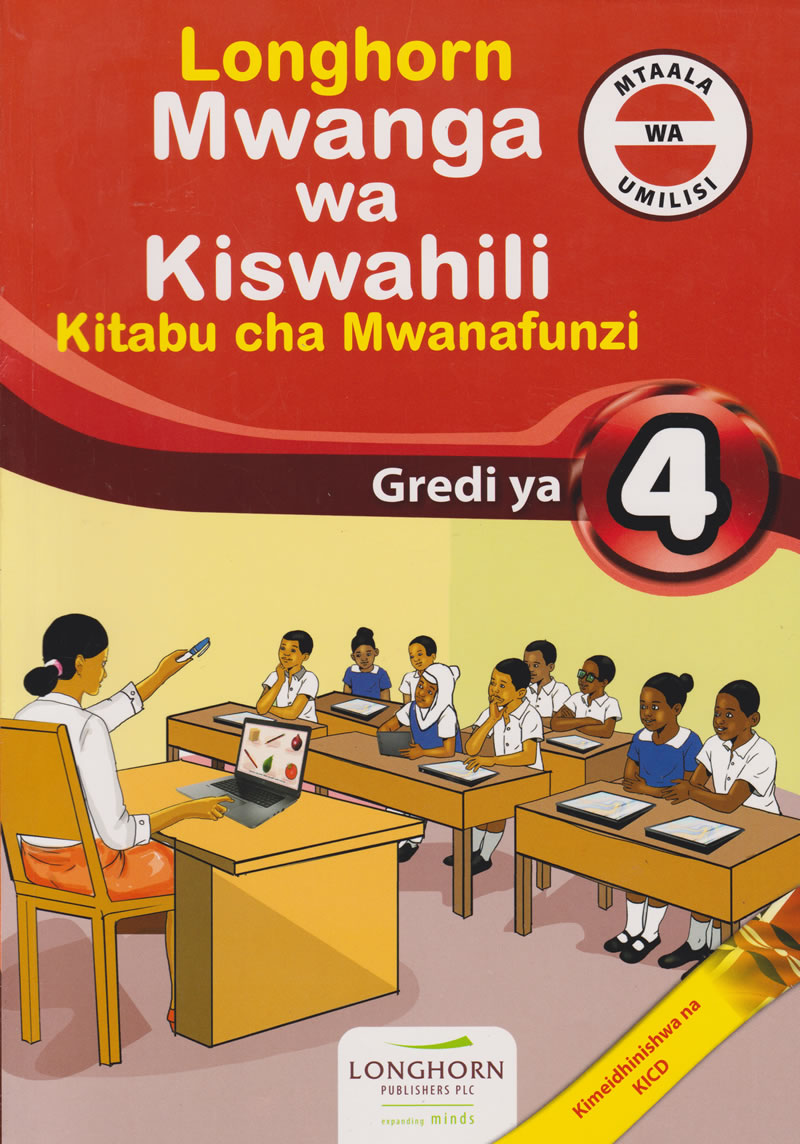 Longhorn
Mwanga
wa
Kiswahili
Kitabu cha Mwanafunzi
MTAALA
WA
UMILISI
Gredi ya
4
Kimeidhinishwa na
KICD
LONGHORN
PUBLISHERS PLC
expanding minds